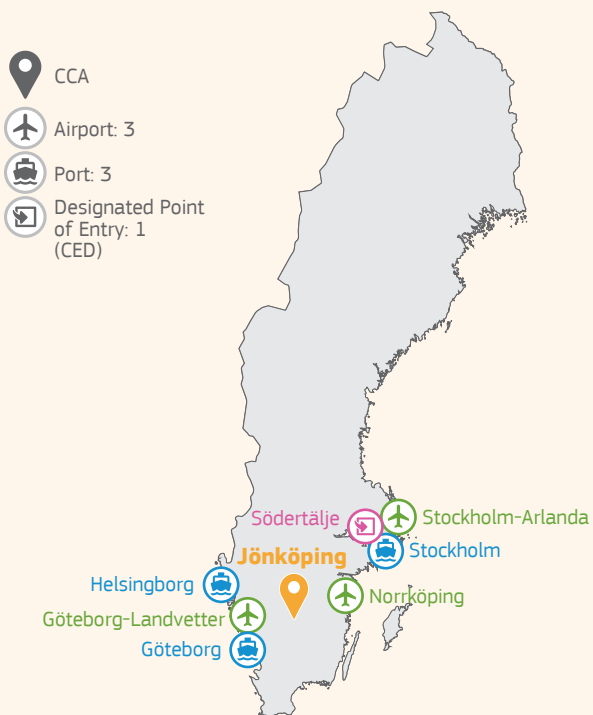 CCA
Airport: 3
Port: 3
Designated Point
of Entry: 1
(CED)
Södertälje
Stockholm-Arlanda
Stockholm
Jönköping
Helsingborg
Norrköping
Göteborg-Landvetter
Göteborg